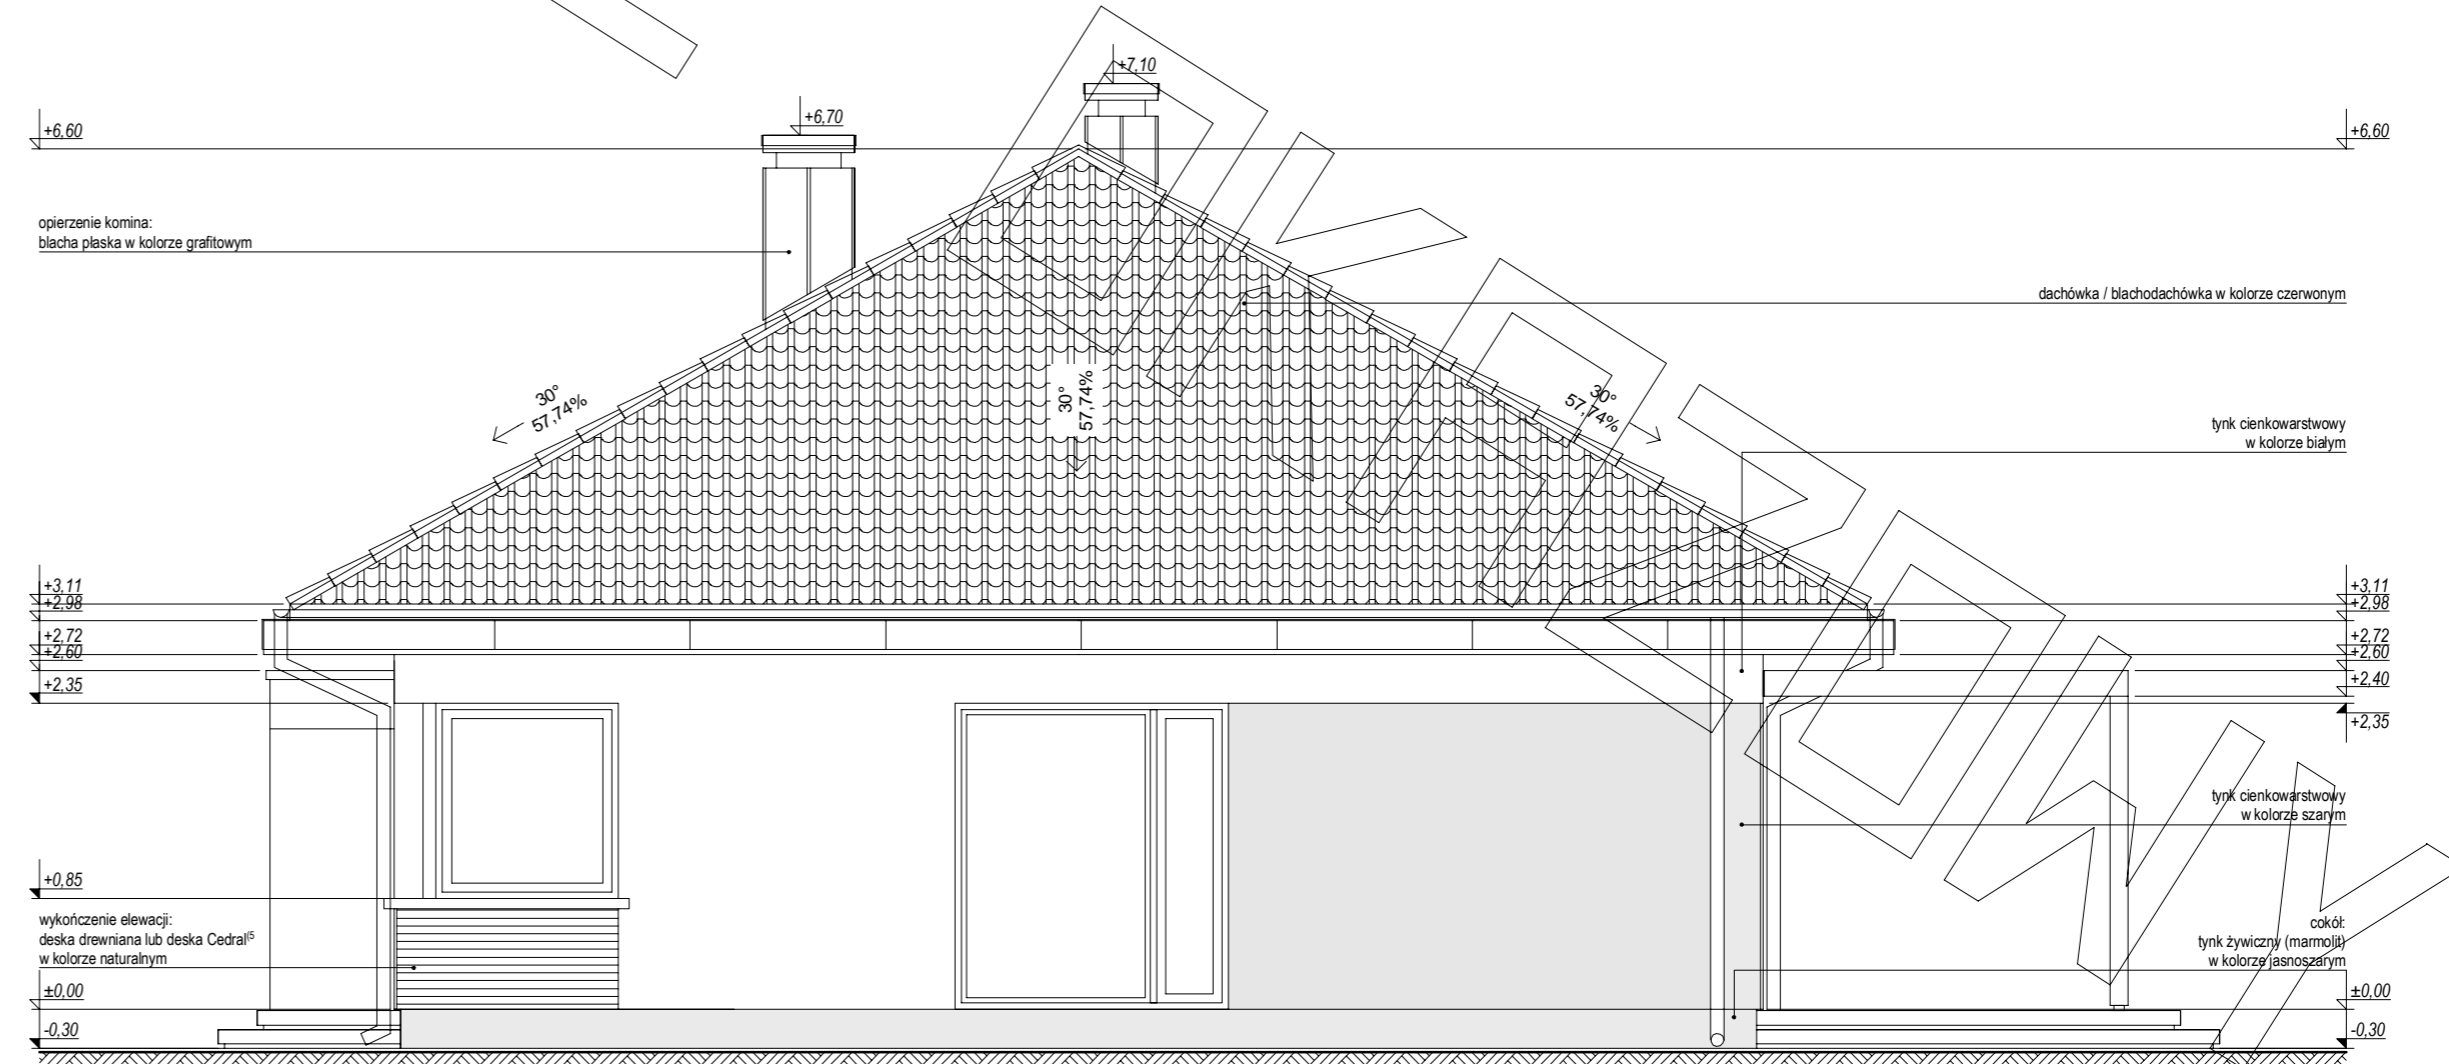 +7,10
+6,70
+6,60
+6,60
opierzenie komina:
blacha płaska w kolorze grafitowym
dachówka / blachodachówka w kolorze czerwonym
30°
57,74%
30°
57,74%
30°
57,74%
tynk cienkowarstwowy
w kolorze białym
+3,11
+2,98
+2,72
+2,60
+2,35
+3,11
+2,98
+2,72
+2,60
+2,40
+2,35
tynk cienkowarstwowy
w kolorze szarym
+0,85
wykończenie elewacji:
deska drewniana lub deska Cedral(5
w kolorze naturalnym
cokół:
tynk żywiczny (marmolit)
w kolorze jasnoszarym
±0,00
-0,30
±0,00
-0,30